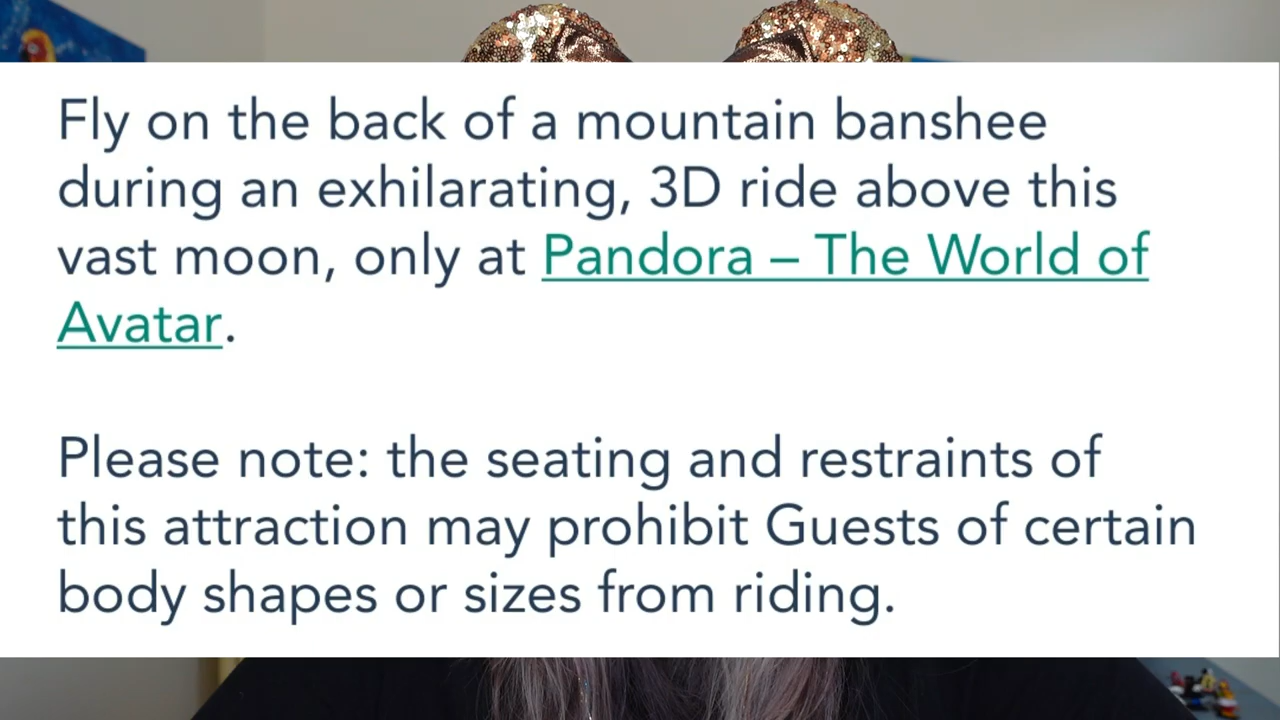 Fly on the back of a mountain banshee
during an exhilarating, 3D ride above this
vast moon, only at Pandora – The World of
Avatar.
Please note: the seating and restraints of
this attraction may prohibit Guests of certain
body shapes or sizes from riding.